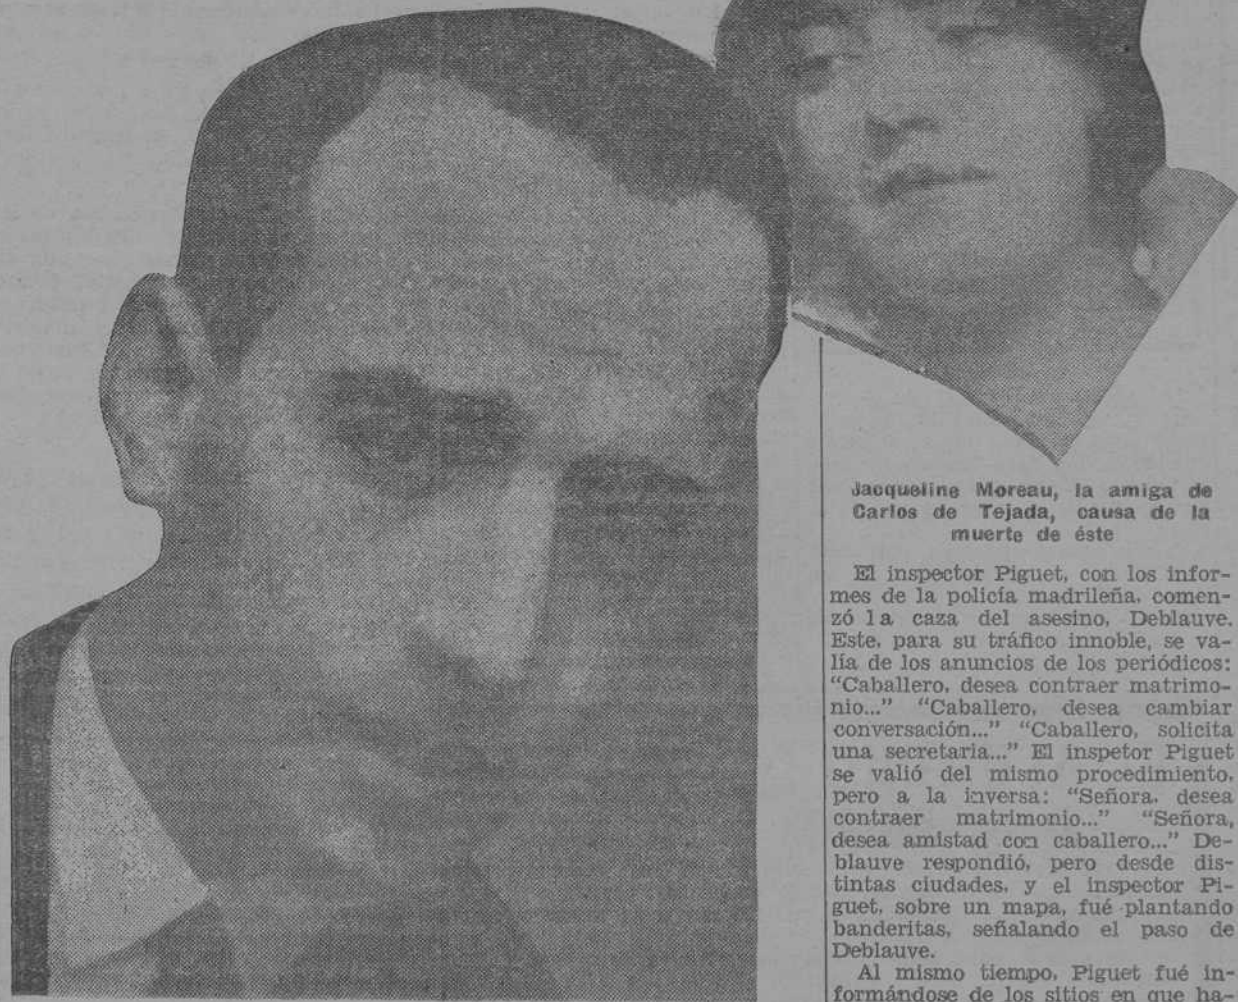 Jacqueline Moreau, la amiga de
Carlos de Tejada, causa de la
muerte de éste
El inspector Piguet, con los infor-
mes de la policía madrileña, comen-
zó la caza del asesino, Deblauve.
Este, para su tráfico innoble, se va-
lía de los anuncios de los periódicos:
“Caballero, desea contraer matrimo-
nio...” “Caballero, desea cambiar
conversación...” “Caballero, solicita
una secretaria...” El inspetor Piguet
se valió del mismo procedimiento,
pero a la inversa: “Señora, desea
contraer matrimonio...” “Señora,
desea amistad con caballero...” De-
blauve respondió, pero desde dis-
tintas ciudades, y el inspector Pi-
guet, sobre un mapa, fué plantando
banderitas, señalando el paso de
Deblauve.
Al mismo tiempo, Piguet fué in-
formándose de los sitios en que ha-